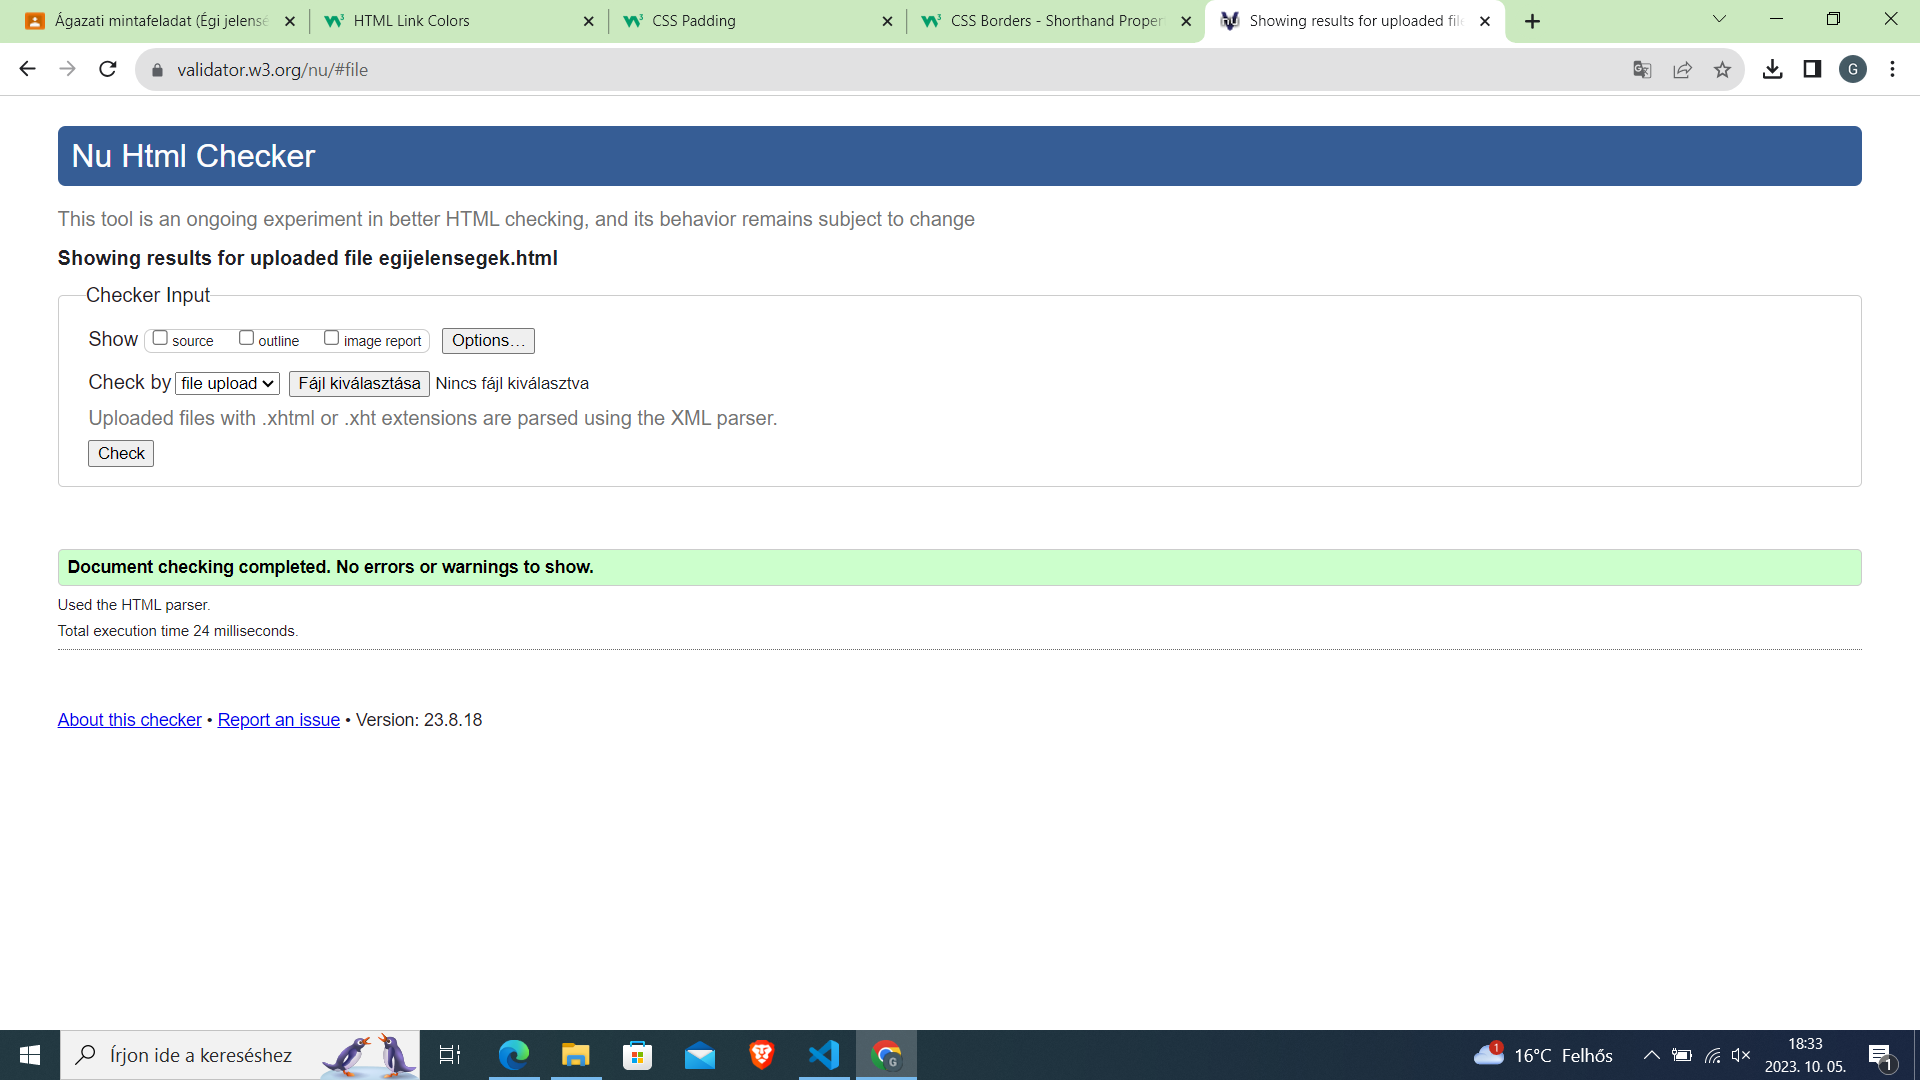 Ágazati mintafeladat (Égi jelensé
HTML Link Colors
CSS Padding
CSS Borders - Shorthand Proper
Showing results for uploaded file
validator.w3.org/nu/#file
G
Nu Html Checker
This tool is an ongoing experiment in better HTML checking, and its behavior remains subject to change
Showing results for uploaded file egijelensegek.html
Checker Input
Show source outline image report Options...
Check by file upload Fájl kiválasztása Nincs fájl kiválasztva
Uploaded files with .xhtml or .xht extensions are parsed using the XML parser.
Check
Document checking completed. No errors or warnings to show.
Used the HTML parser.
Total execution time 24 milliseconds.
About this checker • Report an issue • Version: 23.8.18
Írjon ide a kereséshez
G
1
16°C Felhős
18:33
2023. 10. 05.
1